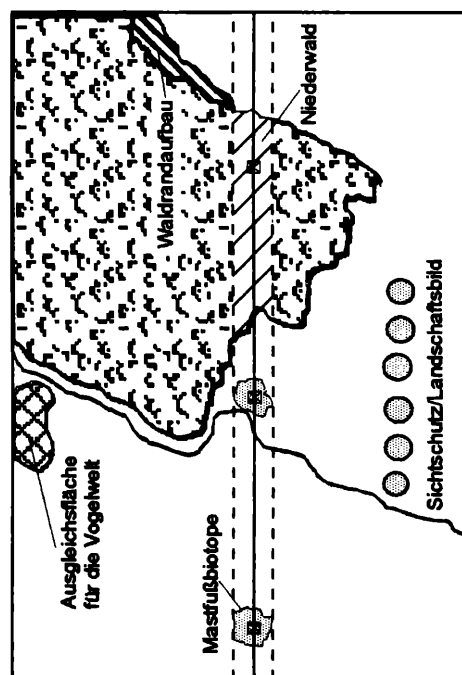 Ausgleichsfläche
für die Vogelwelt
Waldrandaufbau
Mastfußbiotope
Niederwald
Sichtschutz/Landschaftsbild